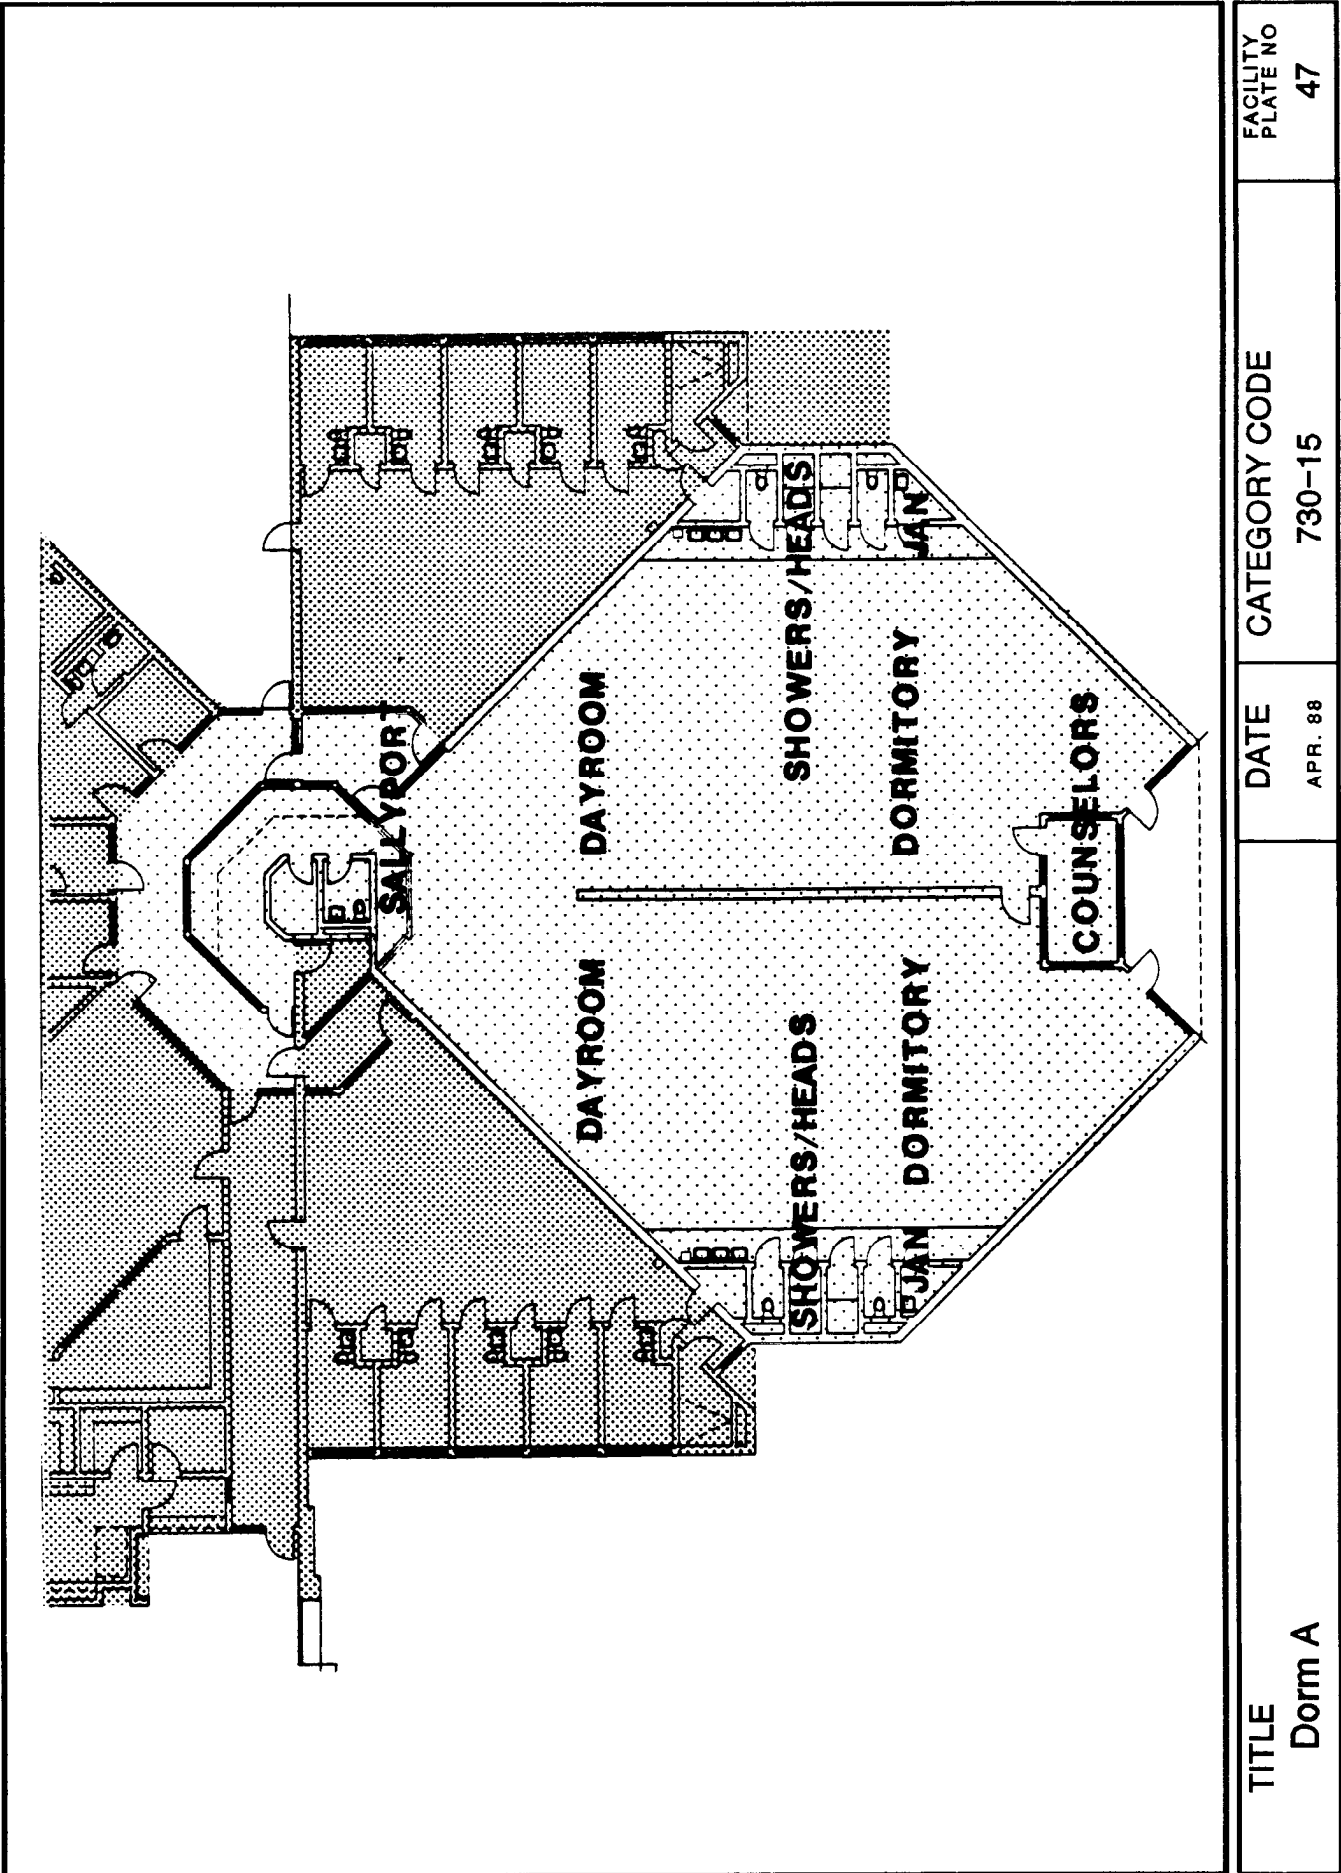 SALLYPORT
DAYROOM
DAYROOM
SHOWERS/HEADS
SHOWERS/HEADS
JAN
DORMITORY
JAN
DORMITORY
COUNSELORS
TITLE
Dorm A
DATE
APR. 88
CATEGORY CODE
730-15
FACILITY
PLATE NO
47